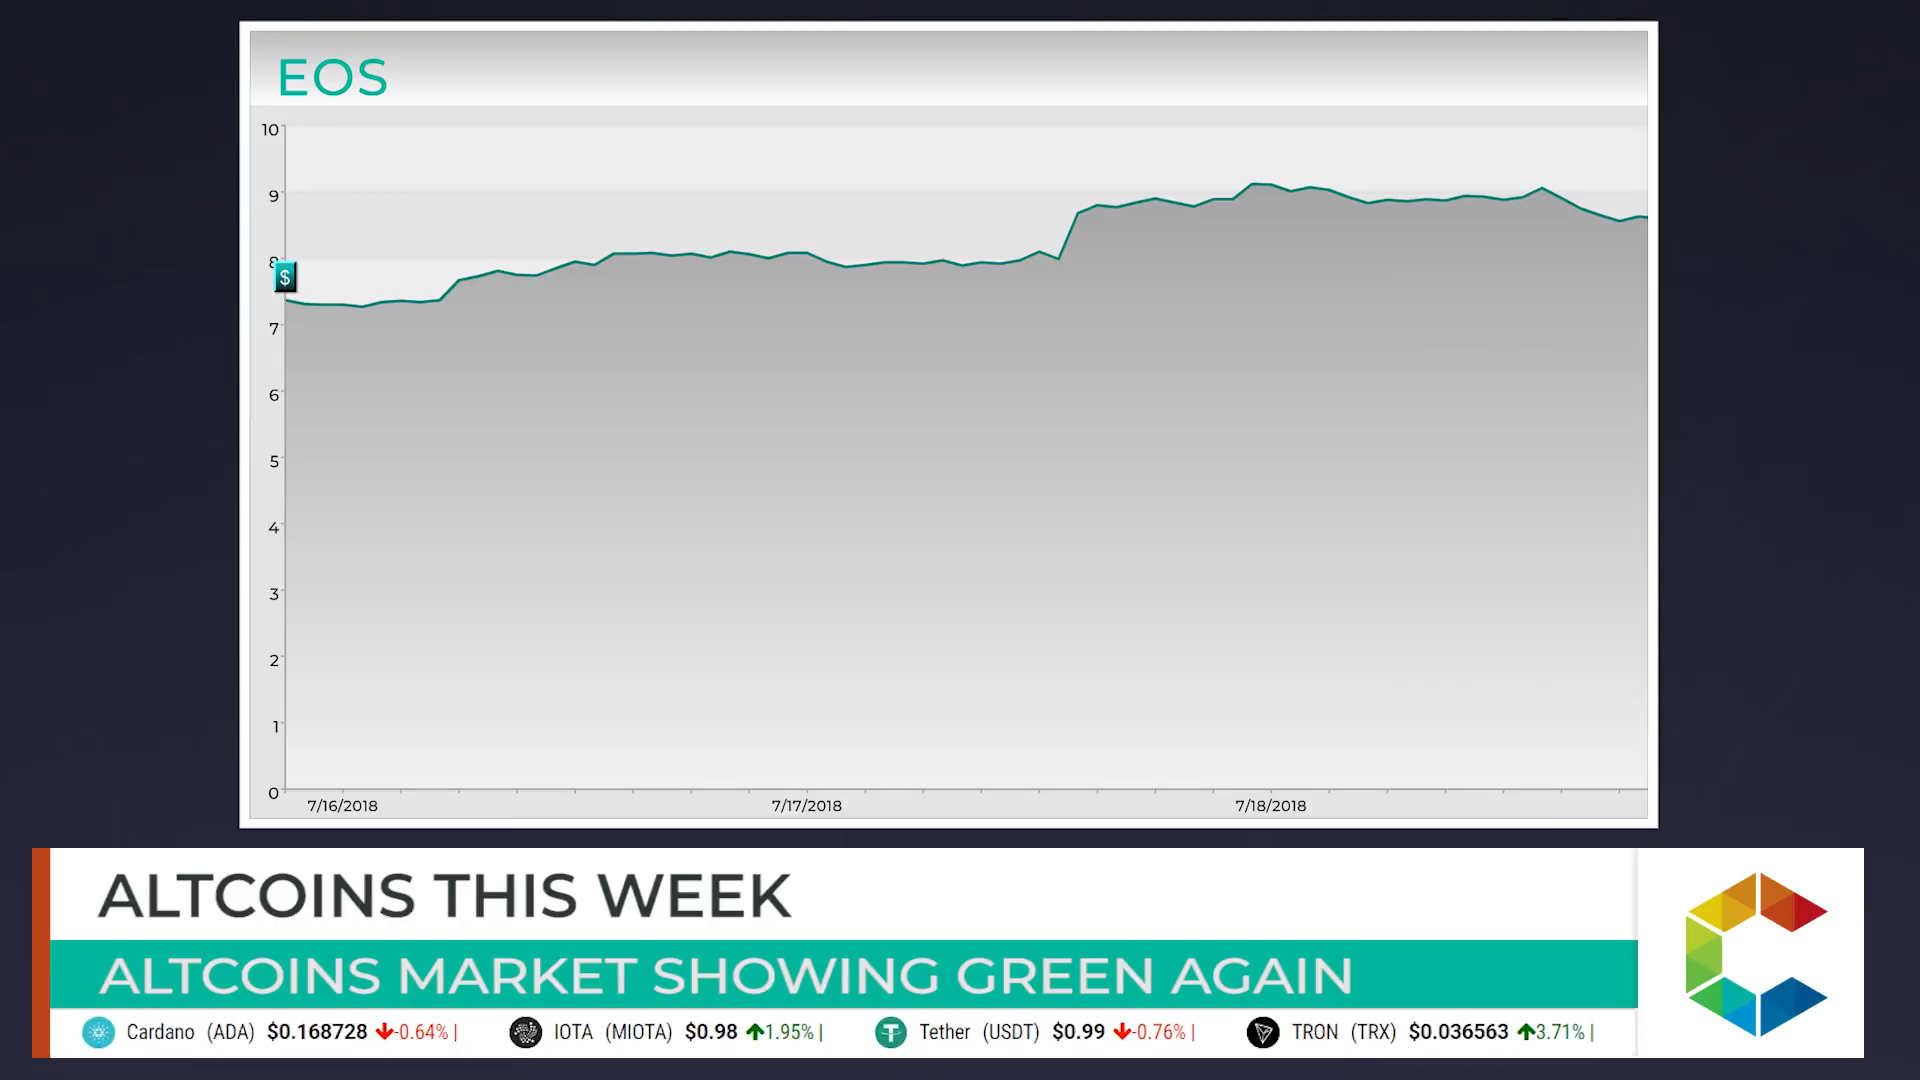 EOS
10
9
8
$
7
6
5
4
3
2
1
0
7/16/2018 7/17/2018 7/18/2018
ALTCOINS THIS WEEK
ALTCOINS MARKET SHOWING GREEN AGAIN
Cardano (ADA) $0.168728 -0.64% | IOTA (MIOTA) $0.98 1.95% | Tether (USDT) $0.99 -0.76% | TRON (TRX) $0.036563 3.71% |